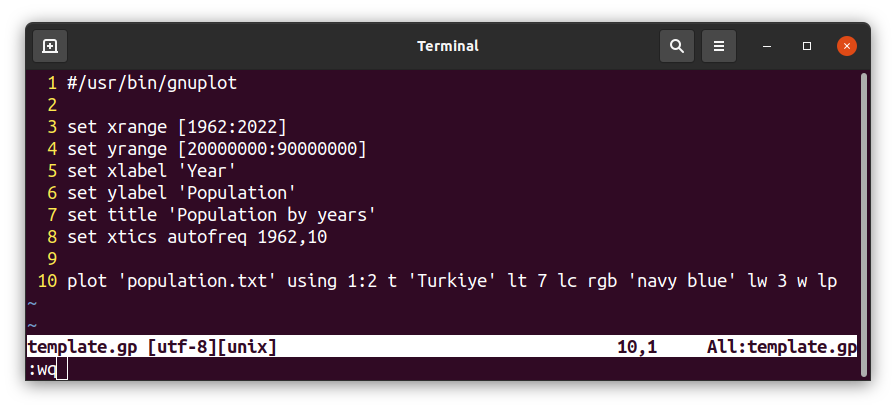 Terminal
1 #/usr/bin/gnuplot
2
3 set xrange [1962:2022]
4 set yrange [20000000:90000000]
5 set xlabel 'Year'
6 set ylabel 'Population'
7 set title 'Population by years'
8 set xtics autofreq 1962,10
9
10 plot 'population.txt' using 1:2 t 'Turkiye' lt 7 lc rgb 'navy blue' lw 3 w lp
~
~
template.gp [utf-8][unix] 10,1 All:template.gp
:wq